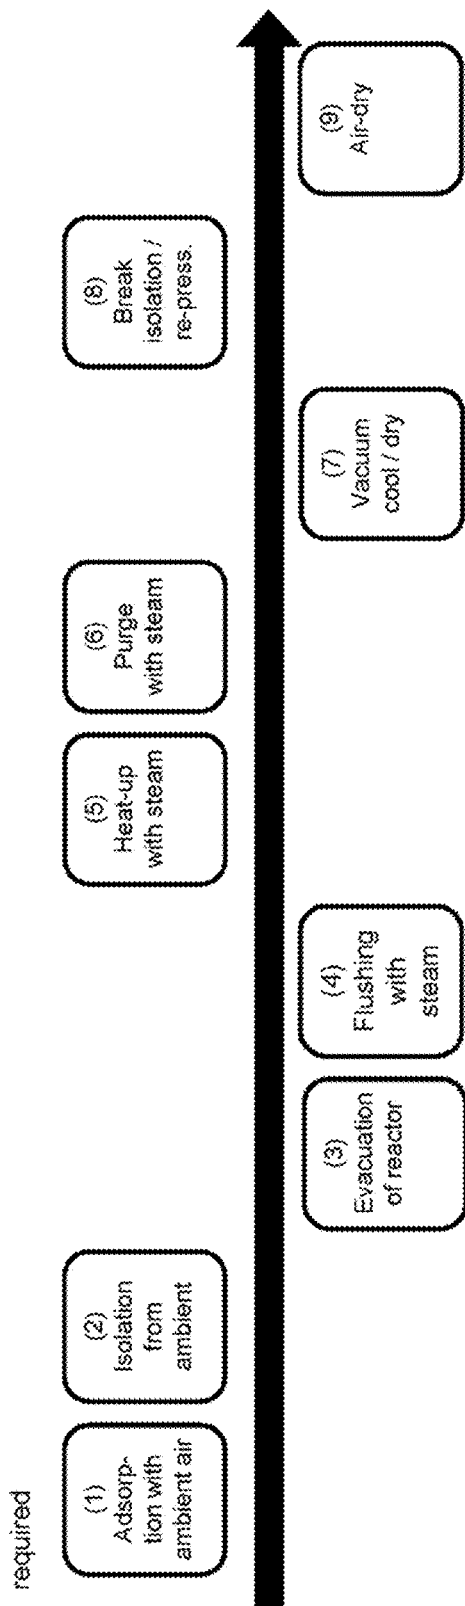 required
(1)
Adsorp-
tion with
ambient air
(2)
Isolation
from
ambient
(3)
Evacuation
of reactor
(4)
Flushing
with
steam
(5)
Heat-up
with steam
(6)
Purge
with steam
(7)
Vacuum
cool / dry
(8)
Break
isolation /
re-press.
(9)
Air-dry